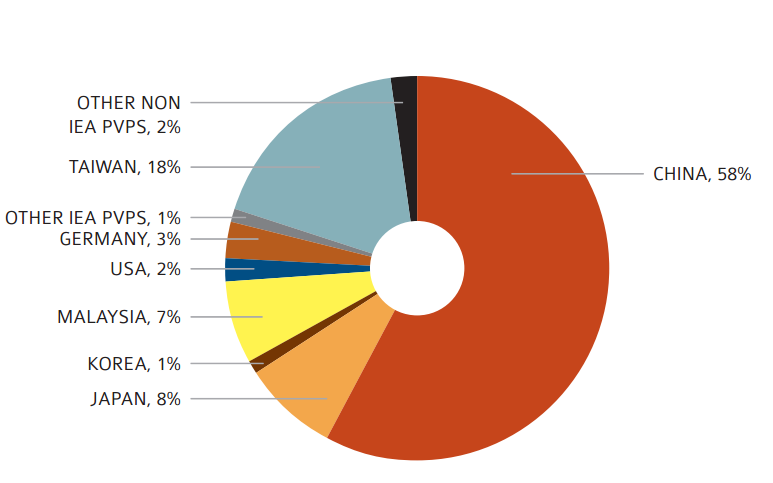 OTHER NON
IEA PVPS, 2%
TAIWAN, 18%
CHINA, 58%
OTHER IEA PVPS, 1%
GERMANY, 3%
USA, 2%
MALAYSIA, 7%
KOREA, 1%
JAPAN, 8%